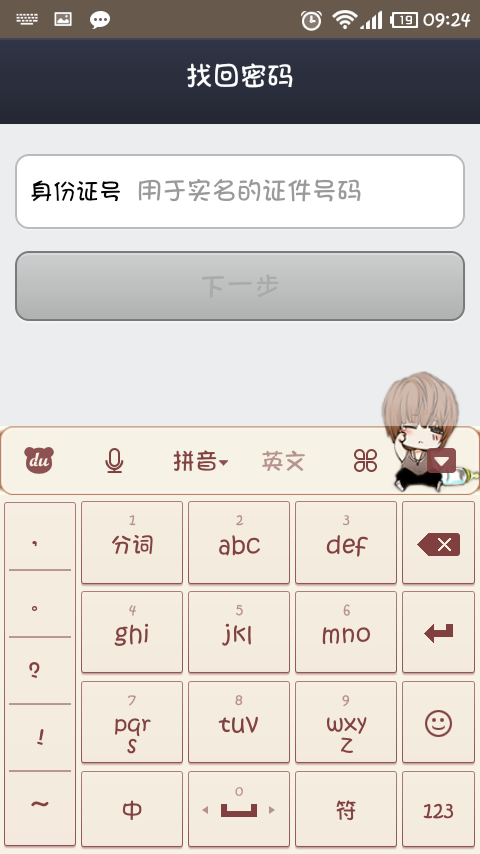 19 09:24
找回密码
身份证号 用于实名的证件号码
下一步
du 拼音 英文
, 1 分词 2 abc 3 def
。 4 ghi 5 jkl 6 mno
? 7 pqrs 8 tuv 9 wxyz
!
~ 中 0 符 123